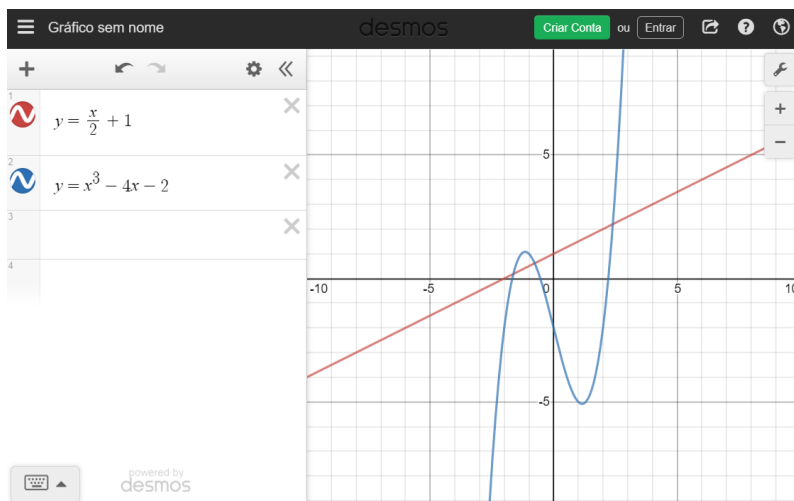 Gráfico sem nome
desmos
Criar Conta ou Entrar
1
y = x/2 + 1
2
y = x³ − 4x − 2
3
4
powered by
desmos
5
-10 -5 0 5 10
-5